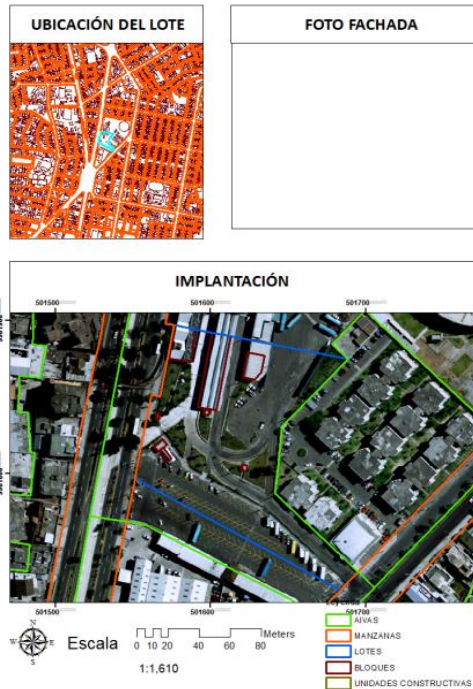 UBICACIÓN DEL LOTE
FOTO FACHADA
IMPLANTACIÓN
501500 501600 501700
501500 501600 501700
N
W E
S
Escala
0 10 20 40 60 80 Meters
1:1,610
AIVAS
MANZANAS
LOTES
BLOQUES
UNIDADES CONSTRUCTIVAS